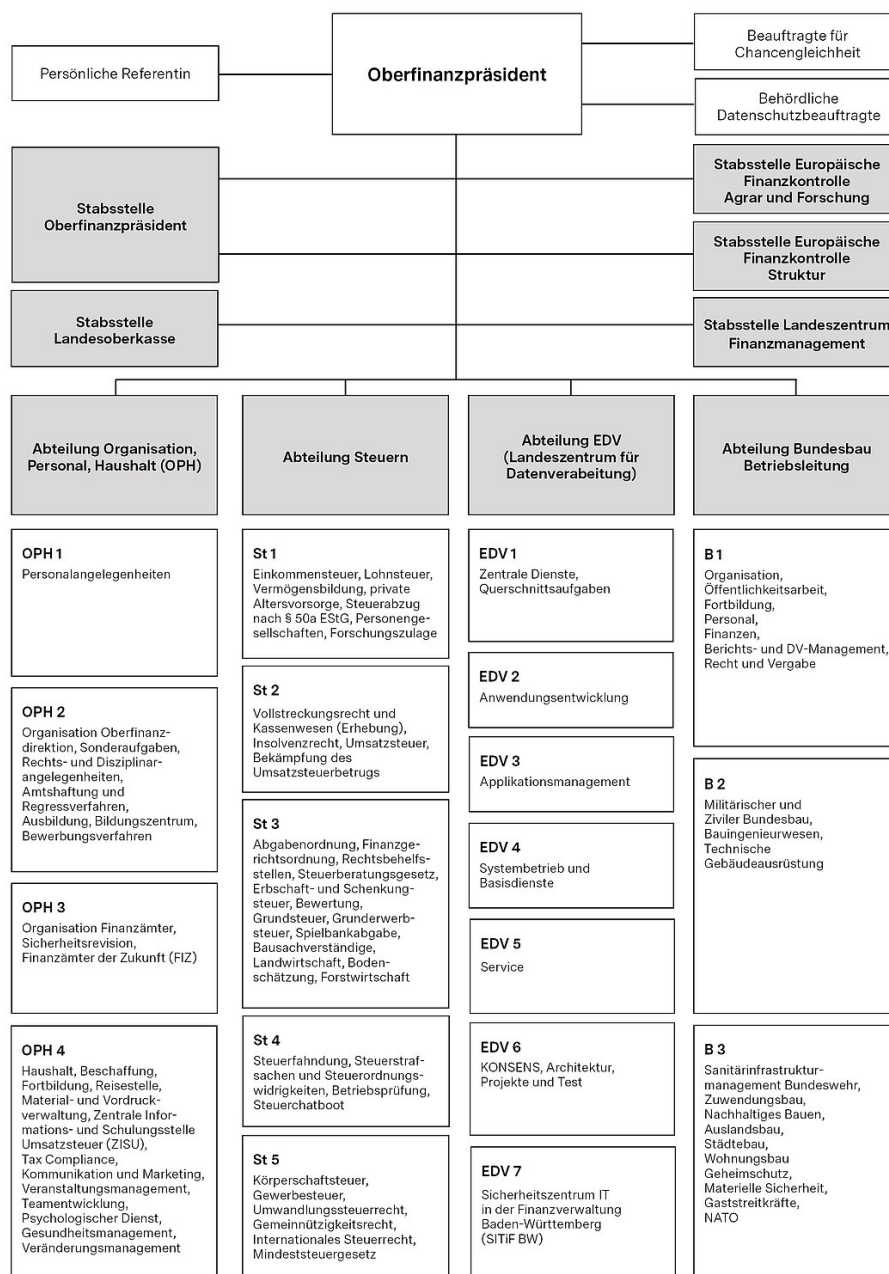 Persönliche Referentin
Oberfinanzpräsident
Beauftragte für
Chancengleichheit
Behördliche
Datenschutzbeauftragte
Stabsstelle
Oberfinanzpräsident
Stabsstelle Europäische
Finanzkontrolle
Agrar und Forschung
Stabsstelle Europäische
Finanzkontrolle
Struktur
Stabsstelle
Landesoberkasse
Stabsstelle Landeszentrum
Finanzmanagement
Abteilung Organisation,
Personal, Haushalt (OPH)
Abteilung Steuern
Abteilung EDV
(Landeszentrum für
Datenverabeitung)
Abteilung Bundesbau
Betriebsleitung
OPH 1
Personalangelegenheiten
OPH 2
Organisation Oberfinanz-
direktion, Sonderaufgaben,
Rechts- und Disziplinar-
angelegenheiten,
Amtshaftung und
Regressverfahren,
Ausbildung, Bildungszentrum,
Bewerbungsverfahren
OPH 3
Organisation Finanzämter,
Sicherheitsrevision,
Finanzämter der Zukunft (FIZ)
OPH 4
Haushalt, Beschaffung,
Fortbildung, Reisestelle,
Material- und Vordruck-
verwaltung, Zentrale Infor-
mations- und Schulungsstelle
Umsatzsteuer (ZISU),
Tax Compliance,
Kommunikation und Marketing,
Veranstaltungsmanagement,
Teamentwicklung,
Psychologischer Dienst,
Gesundheitsmanagement,
Veränderungsmanagement
St 1
Einkommensteuer, Lohnsteuer,
Vermögensbildung, private
Altersvorsorge, Steuerabzug
nach § 50a EStG, Personenge-
sellschaften, Forschungszulage
St 2
Vollstreckungsrecht und
Kassenwesen (Erhebung),
Insolvenzrecht, Umsatzsteuer,
Bekämpfung des
Umsatzsteuerbetrugs
St 3
Abgabenordnung, Finanzge-
richtsordnung, Rechtsbehelfs-
stellen, Steuerberatungsgesetz,
Erbschaft- und Schenkung-
steuer, Bewertung,
Grundsteuer, Grunderwerb-
steuer, Spielbankabgabe,
Bausachverständige,
Landwirtschaft, Boden-
schätzung, Forstwirtschaft
St 4
Steuerfahndung, Steuerstraf-
sachen und Steuerordnungs-
widrigkeiten, Betriebsprüfung,
Steuerchatboot
St 5
Körperschaftsteuer,
Gewerbesteuer,
Umwandlungssteuerrecht,
Gemeinnützigkeitsrecht,
Internationales Steuerrecht,
Mindeststeuergesetz
EDV 1
Zentrale Dienste,
Querschnittsaufgaben
EDV 2
Anwendungsentwicklung
EDV 3
Applikationsmanagement
EDV 4
Systembetrieb und
Basisdienste
EDV 5
Service
EDV 6
KONSENS, Architektur,
Projekte und Test
EDV 7
Sicherheitszentrum IT
in der Finanzverwaltung
Baden-Württemberg
(SITiF BW)
B 1
Organisation,
Öffentlichkeitsarbeit,
Fortbildung,
Personal,
Finanzen,
Berichts- und DV-Management,
Recht und Vergabe
B 2
Militärischer und
Ziviler Bundesbau,
Bauingenieurwesen,
Technische
Gebäudeausrüstung
B 3
Sanitärinfrastruktur-
management Bundeswehr,
Zuwendungsbau,
Nachhaltiges Bauen,
Auslandsbau,
Städtebau,
Wohnungsbau
Geheimschutz,
Materielle Sicherheit,
Gaststreitkräfte,
NATO